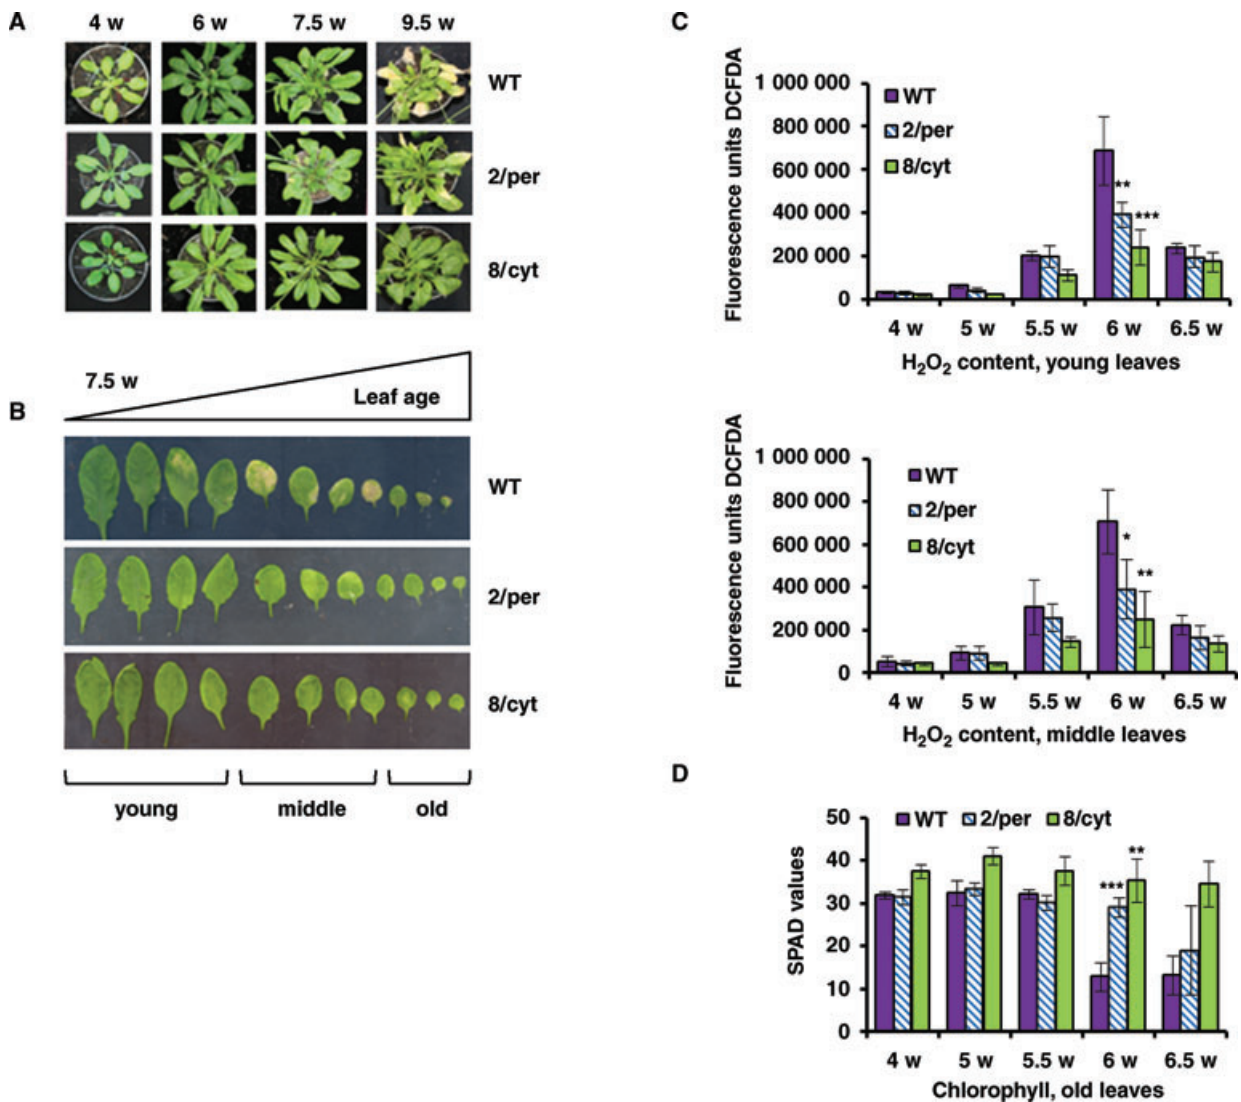 A
4 w 6 w 7.5 w 9.5 w
WT
2/per
8/cyt
7.5 w
Leaf age
B
WT
2/per
8/cyt
young middle old
C
Fluorescence units DCFDA
1 000 000
800 000
600 000
400 000
200 000
0
WT
2/per
8/cyt
**
***
4 w 5 w 5.5 w 6 w 6.5 w
H₂O₂ content, young leaves
Fluorescence units DCFDA
1 000 000
800 000
600 000
400 000
200 000
0
WT
2/per
8/cyt
*
**
4 w 5 w 5.5 w 6 w 6.5 w
H₂O₂ content, middle leaves
D
SPAD values
50
40
30
20
10
0
WT 2/per 8/cyt
***
**
4 w 5 w 5.5 w 6 w 6.5 w
Chlorophyll, old leaves